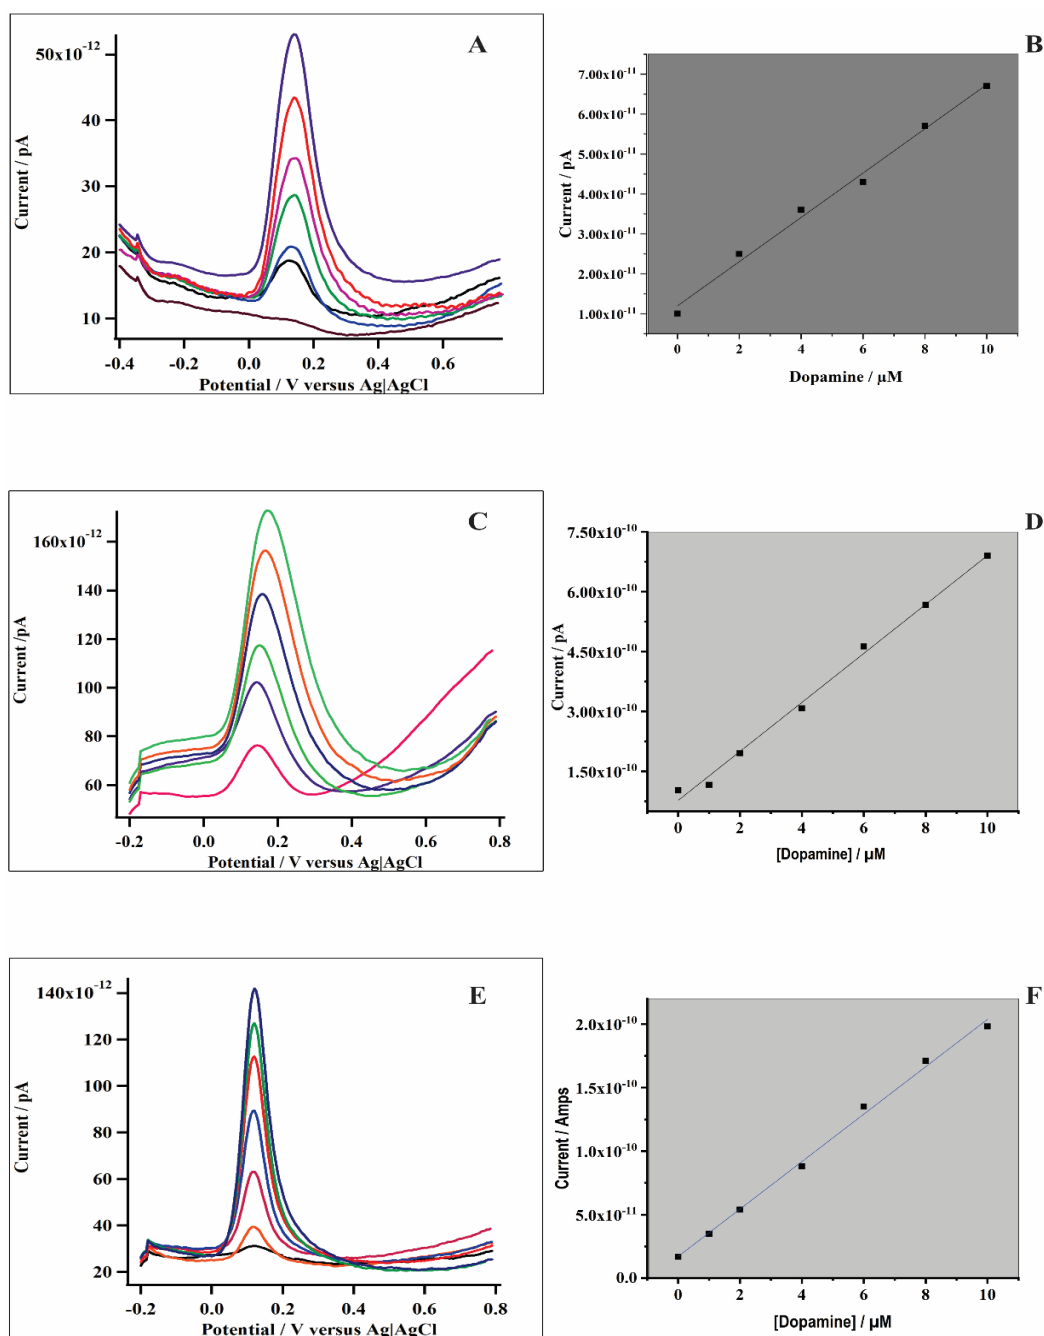 A
50x10-12
40
30
20
10
Current / pA
-0.4
-0.2
0.0
0.2
0.4
0.6
Potential / V versus Ag|AgCl
B
7.00x10-11
6.00x10-11
5.00x10-11
4.00x10-11
3.00x10-11
2.00x10-11
1.00x10-11
Current / pA
0
2
4
6
8
10
Dopamine / µM
C
160x10-12
140
120
100
80
60
Current /pA
-0.2
0.0
0.2
0.4
0.6
0.8
Potential / V versus Ag|AgCl
D
7.50x10-10
6.00x10-10
4.50x10-10
3.00x10-10
1.50x10-10
Current / pA
0
2
4
6
8
10
[Dopamine] / µM
E
140x10-12
120
100
80
60
40
20
Current / pA
-0.2
0.0
0.2
0.4
0.6
0.8
Potential / V versus Ag|AgCl
F
2.0x10-10
1.5x10-10
1.0x10-10
5.0x10-11
0.0
Current / Amps
0
2
4
6
8
10
[Dopamine] / µM